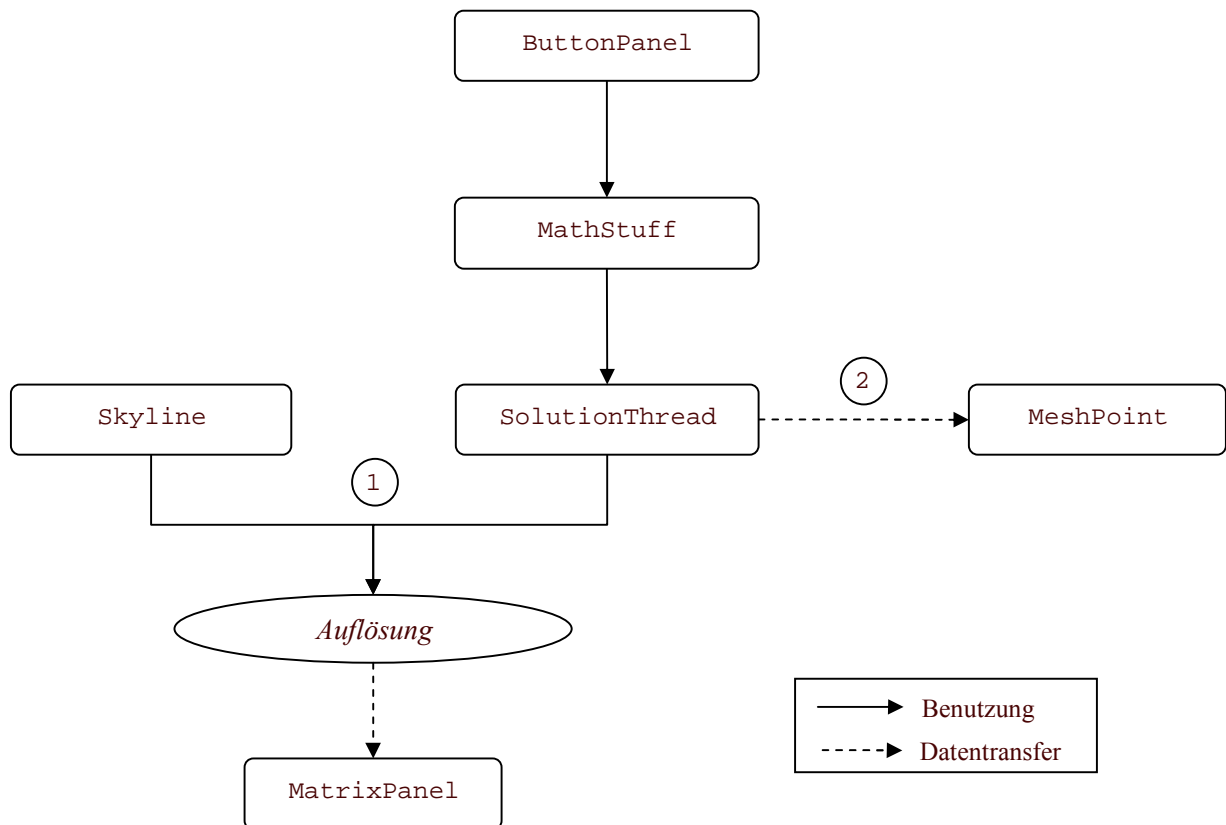 ButtonPanel
MathStuff
2
Skyline
SolutionThread
MeshPoint
1
Auflösung
Benutzung
Datentransfer
MatrixPanel